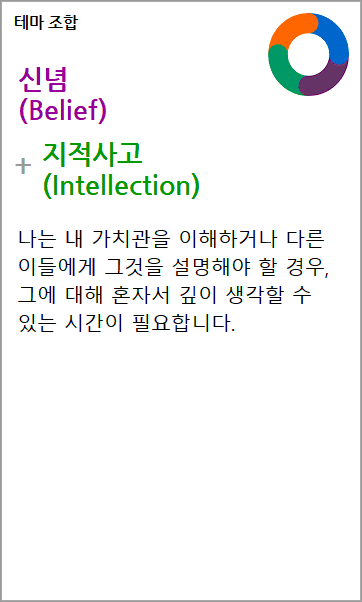 테마 조합
신념
(Belief)
+ 지적사고
(Intellection)
나는 내 가치관을 이해하거나 다른
이들에게 그것을 설명해야 할 경우,
그에 대해 혼자서 깊이 생각할 수
있는 시간이 필요합니다.